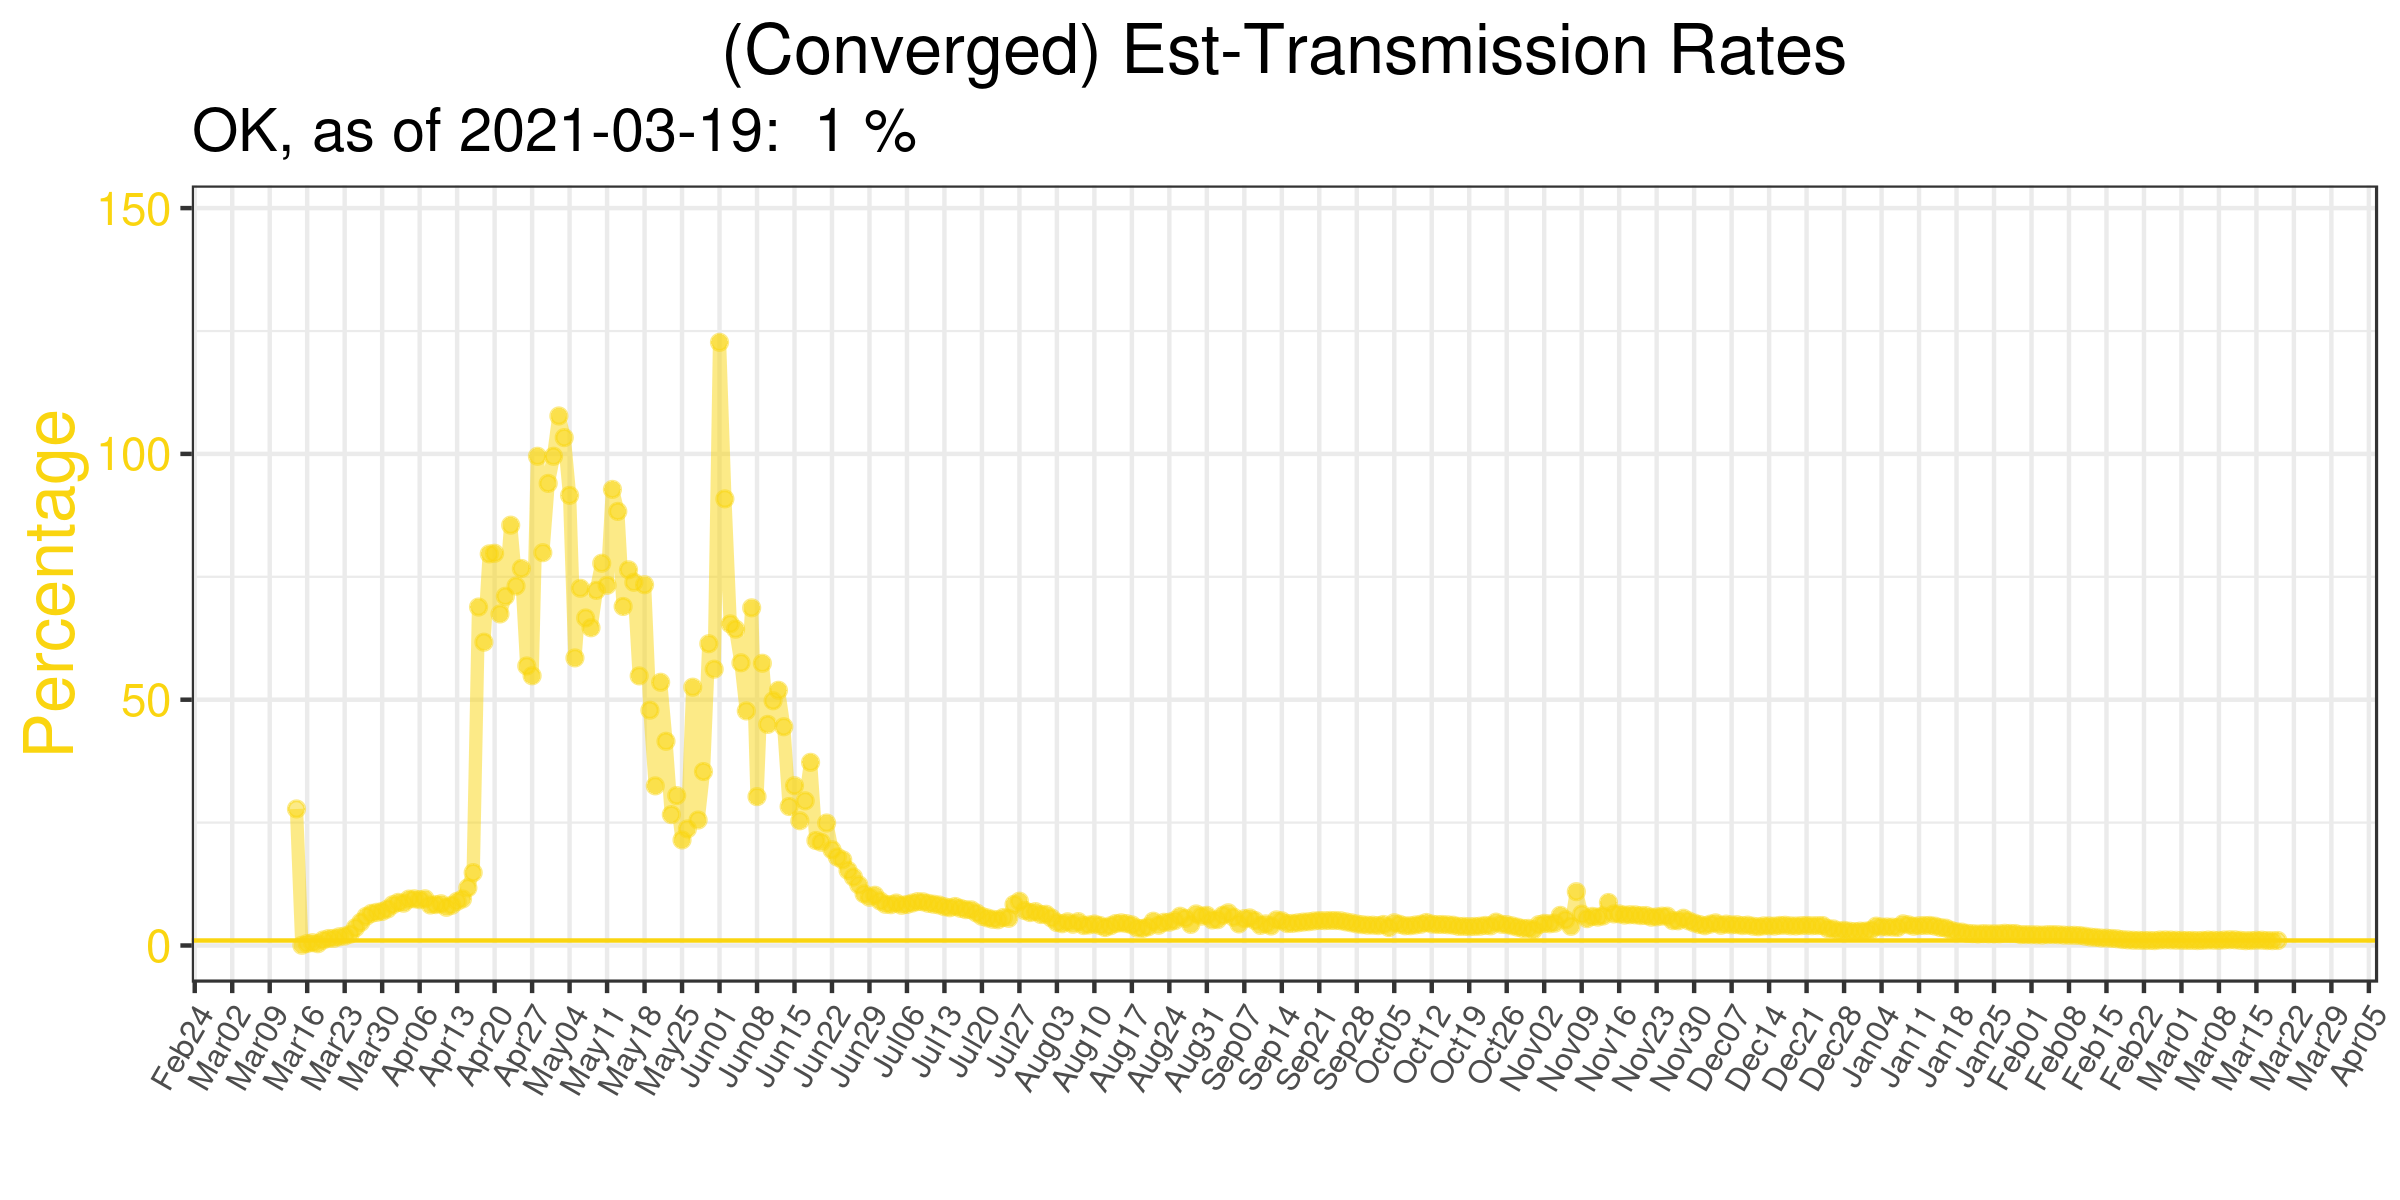 (Converged) Est-Transmission Rates
OK, as of 2021-03-19:  1 %
Percentage
150
100
50
0
Feb24
Mar02
Mar09
Mar16
Mar23
Mar30
Apr06
Apr13
Apr20
Apr27
May04
May11
May18
May25
Jun01
Jun08
Jun15
Jun22
Jun29
Jul06
Jul13
Jul20
Jul27
Aug03
Aug10
Aug17
Aug24
Aug31
Sep07
Sep14
Sep21
Sep28
Oct05
Oct12
Oct19
Oct26
Nov02
Nov09
Nov16
Nov23
Nov30
Dec07
Dec14
Dec21
Dec28
Jan04
Jan11
Jan18
Jan25
Feb01
Feb08
Feb15
Feb22
Mar01
Mar08
Mar15
Mar22
Mar29
Apr05